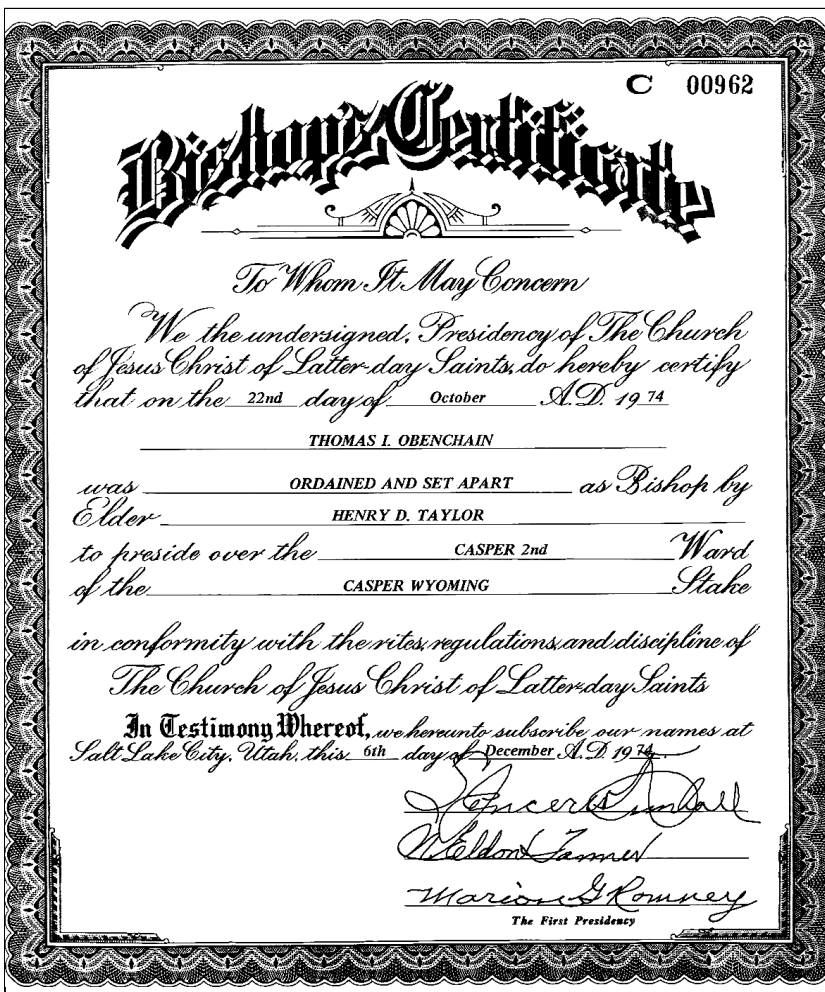 C 00962
Bishop's Certificate
To Whom It May Concern
We the undersigned, Presidency of The Church
of Jesus Christ of Latter-day Saints, do hereby certify
that on the 22nd day of October A.D. 19 74
THOMAS I. OBENCHAIN
was ORDAINED AND SET APART as Bishop by
Elder HENRY D. TAYLOR
to preside over the CASPER 2nd Ward
of the CASPER WYOMING Stake
in conformity with the rites, regulations, and discipline of
The Church of Jesus Christ of Latter-day Saints
In Testimony Whereof, we hereunto subscribe our names at
Salt Lake City, Utah, this 6th day of December A.D. 19 74.
Spencer W. Kimball
N Eldon Tanner
Marion G Romney
The First Presidency